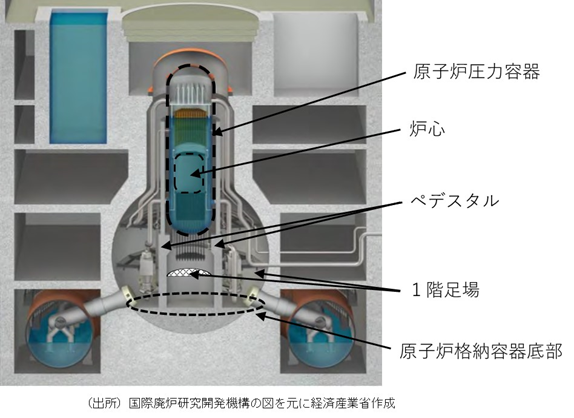 原子炉圧力容器
炉心
ペデスタル
1階足場
原子炉格納容器底部
（出所）国際廃炉研究開発機構の図を元に経済産業省作成